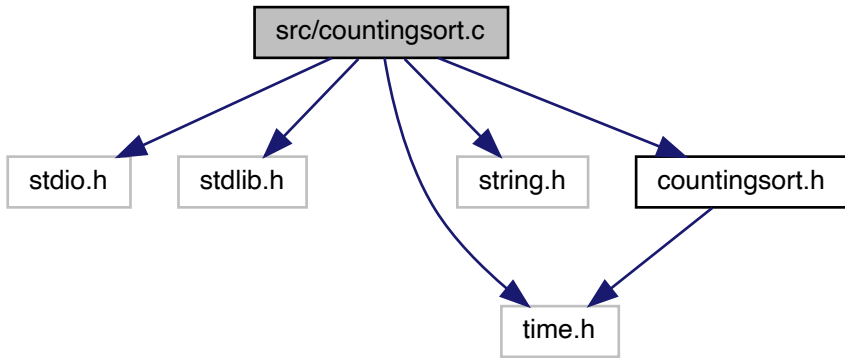 src/countingsort.c
stdio.h
stdlib.h
string.h
countingsort.h
time.h